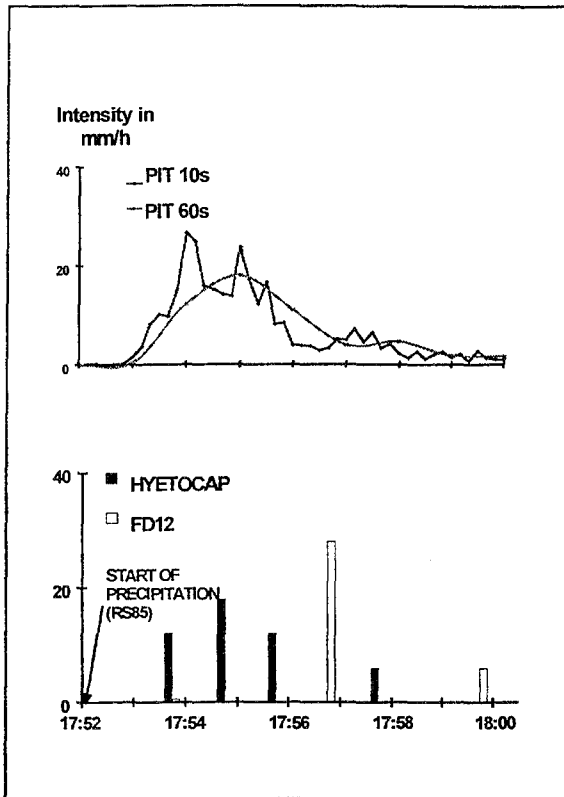 Intensity in
mm/h
40
PIT 10s
PIT 60s
20
0
40
HYETOCAP
FD12
START OF
PRECIPITATION
(RS85)
20
0
17:52 17:54 17:56 17:58 18:00